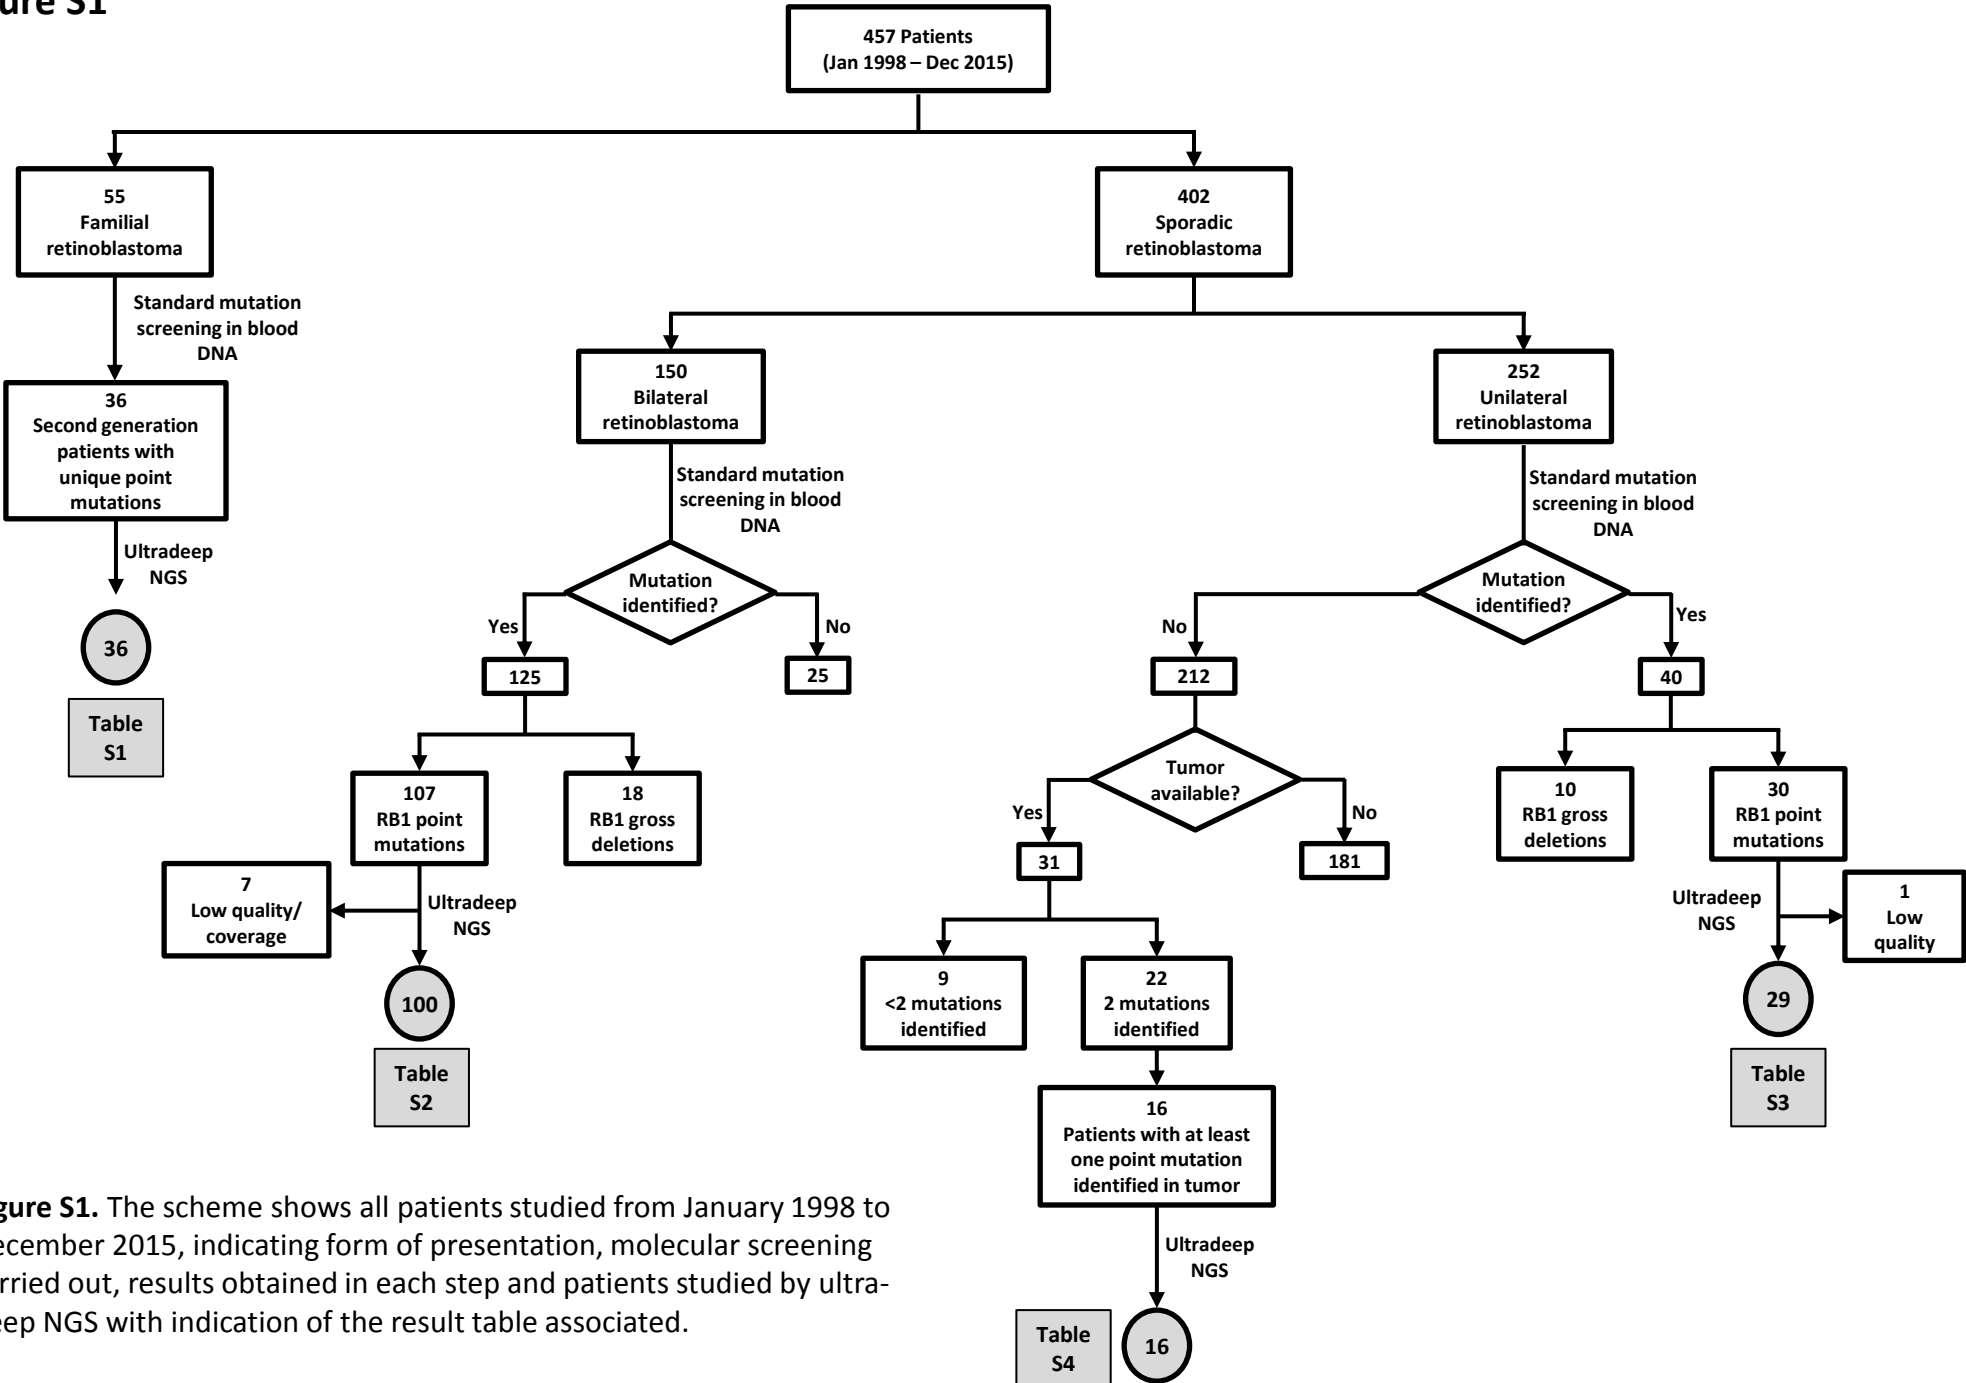 ure S1
457 Patients
(Jan 1998 – Dec 2015)
55
Familial
retinoblastoma
402
Sporadic
retinoblastoma
Standard mutation
screening in blood
DNA
36
Second generation
patients with
unique point
mutations
Ultradeep
NGS
36
Table
S1
150
Bilateral
retinoblastoma
Standard mutation
screening in blood
DNA
Mutation
identified?
Yes
No
125
25
107
RB1 point
mutations
18
RB1 gross
deletions
7
Low quality/
coverage
Ultradeep
NGS
100
Table
S2
252
Unilateral
retinoblastoma
Standard mutation
screening in blood
DNA
Mutation
identified?
No
Yes
212
40
Tumor
available?
Yes
No
31
181
9
<2 mutations
identified
22
2 mutations
identified
16
Patients with at least
one point mutation
identified in tumor
Ultradeep
NGS
Table
S4
16
10
RB1 gross
deletions
30
RB1 point
mutations
Ultradeep
NGS
1
Low
quality
29
Table
S3
gure S1. The scheme shows all patients studied from January 1998 to
ecember 2015, indicating form of presentation, molecular screening
rried out, results obtained in each step and patients studied by ultra-
eep NGS with indication of the result table associated.